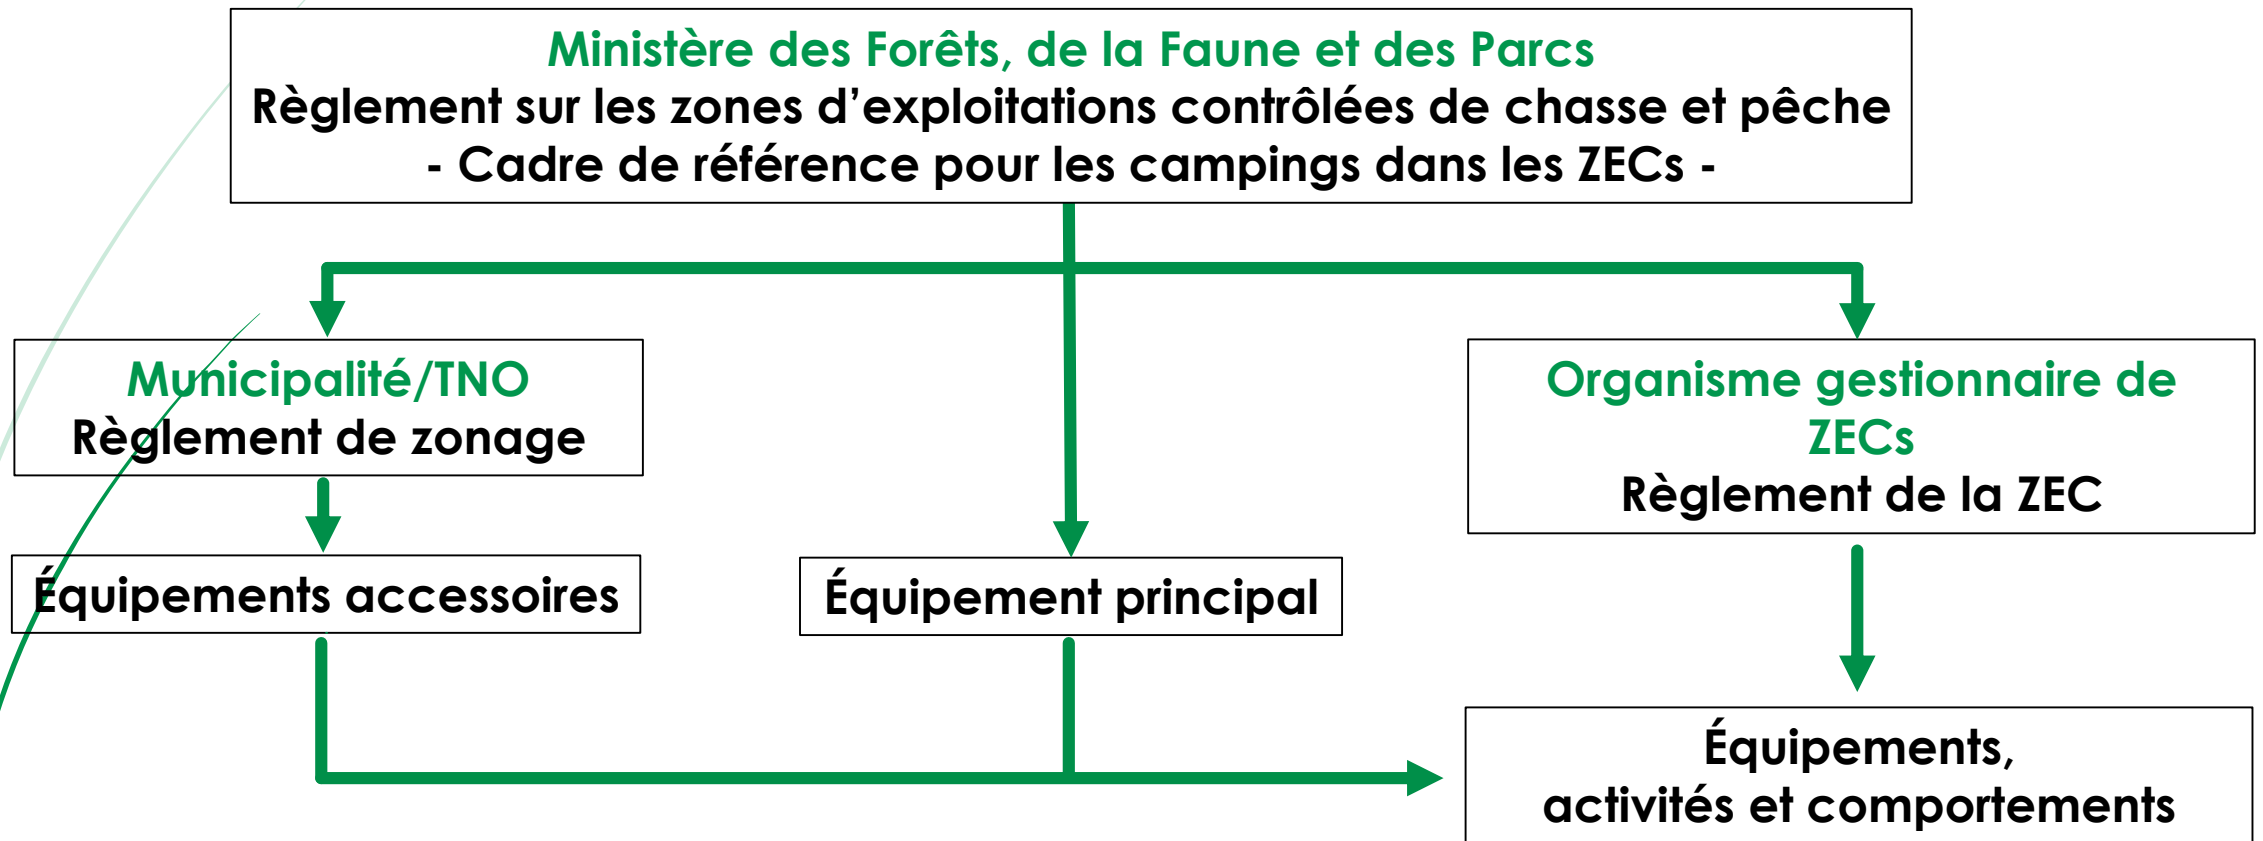 Ministère des Forêts, de la Faune et des Parcs
Règlement sur les zones d’exploitations contrôlées de chasse et pêche
- Cadre de référence pour les campings dans les ZECs -
Municipalité/TNO
Règlement de zonage
Organisme gestionnaire de
ZECs
Règlement de la ZEC
Équipements accessoires
Équipement principal
Équipements,
activités et comportements